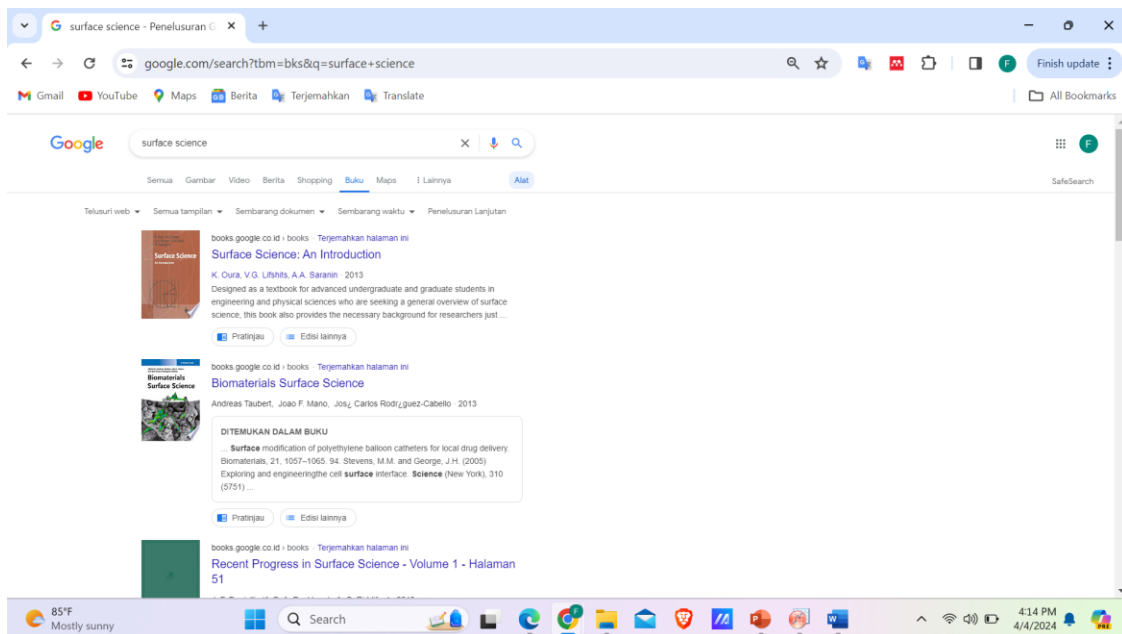 surface science - Penelusuran G
google.com/search?tbm=bks&q=surface+science
Finish update
Gmail YouTube Maps Berita Terjemahkan Translate
All Bookmarks
Google
surface science
F
Semua Gambar Video Berita Shopping Buku Maps Lainnya Alat
SafeSearch
Telusuri web Semua tampilan Sembarang dokumen Sembarang waktu Penelusuran Lanjutan
Surface Science
books.google.co.id › books · Terjemahkan halaman ini
Surface Science: An Introduction
K. Oura, V.G. Lifshits, A.A. Saranin · 2013
Designed as a textbook for advanced undergraduate and graduate students in
engineering and physical sciences who are seeking a general overview of surface
science, this book also provides the necessary background for researchers just ...
Pratinjau Edisi lainnya
Biomaterials
Surface Science
books.google.co.id › books · Terjemahkan halaman ini
Biomaterials Surface Science
Andreas Taubert, Joao F. Mano, Jos¿ Carlos Rodr¿guez-Cabello · 2013
DITEMUKAN DALAM BUKU
... Surface modification of polyethylene balloon catheters for local drug delivery.
Biomaterials, 21, 1057–1065. 94. Stevens, M.M. and George, J.H. (2005)
Exploring and engineeringthe cell surface interface. Science (New York), 310
(5751) ...
Pratinjau Edisi lainnya
books.google.co.id › books · Terjemahkan halaman ini
Recent Progress in Surface Science - Volume 1 - Halaman
51
85°F
Mostly sunny
Search
4:14 PM
4/4/2024